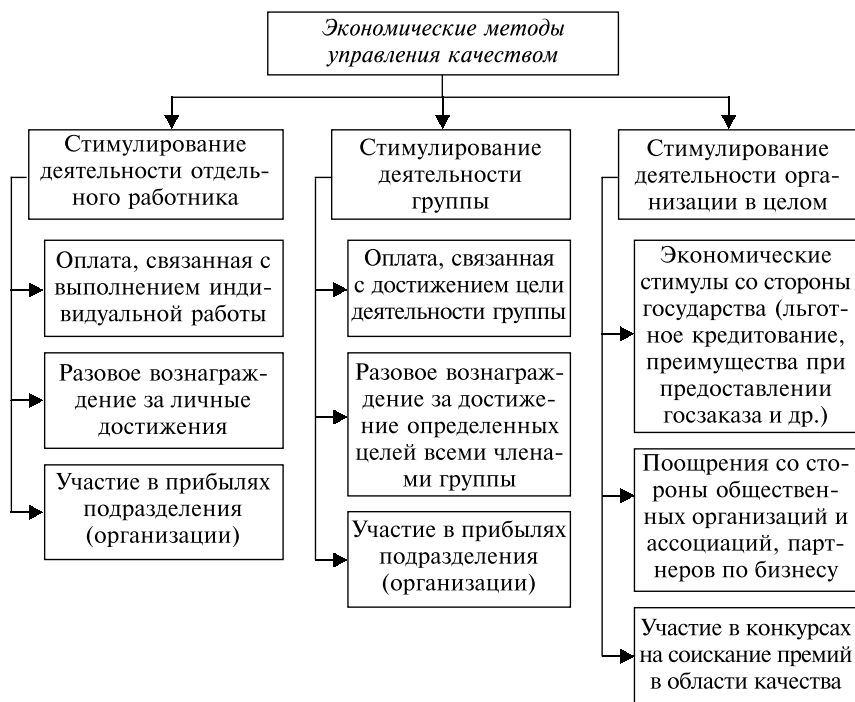 Экономические методы
управления качеством
Стимулирование
деятельности отдель-
ного работника
Оплата, связанная с
выполнением инди-
видуальной работы
Разовое вознаграж-
дение за личные
достижения
Участие в прибылях
подразделения
(организации)
Стимулирование
деятельности
группы
Оплата, связанная
с достижением цели
деятельности группы
Разовое вознаграж-
дение за достиже-
ние определенных
целей всеми члена-
ми группы
Участие в прибылях
подразделения
(организации)
Стимулирование
деятельности орга-
низации в целом
Экономические
стимулы со стороны
государства (льгот-
ное кредитование,
преимущества при
предоставлении
госзаказа и др.)
Поощрения со сто-
роны обществен-
ных организаций и
ассоциаций, парт-
неров по бизнесу
Участие в конкурсах
на соискание премий
в области качества